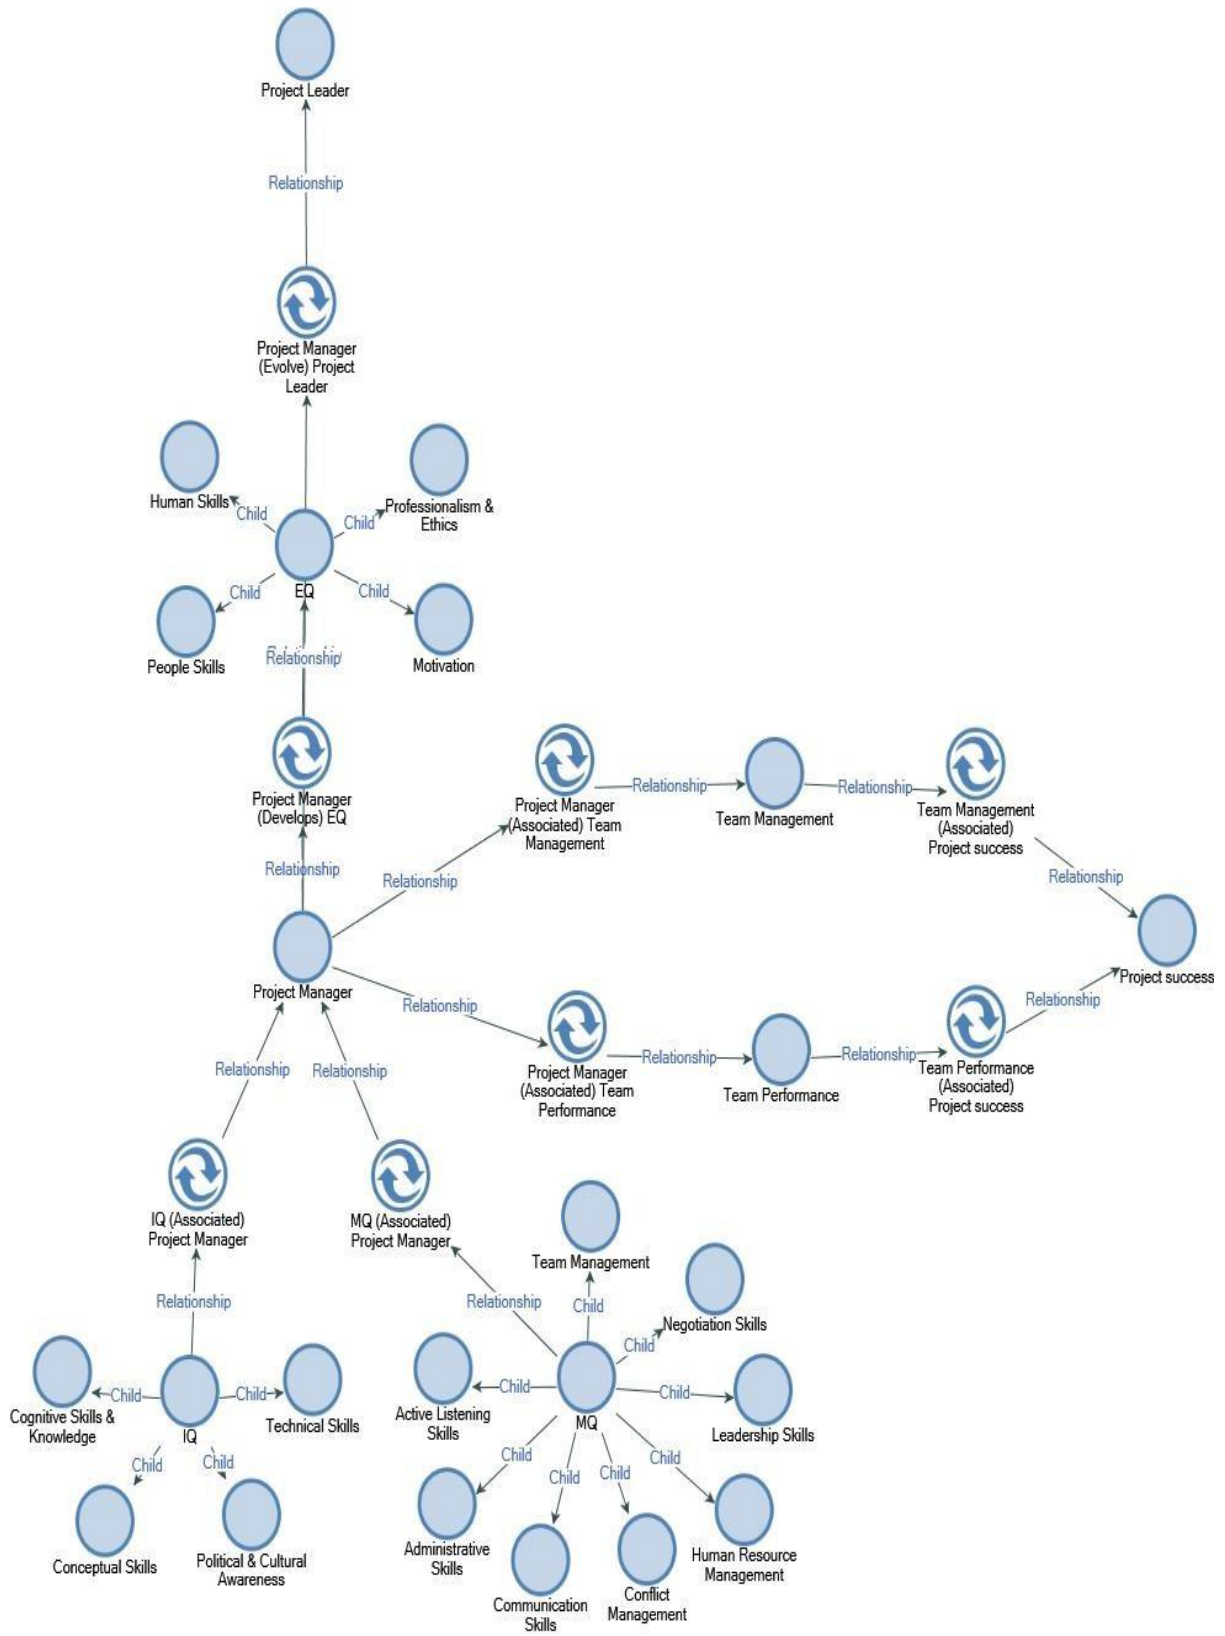 Project Leader
Relationship
Project Manager
(Evolve) Project
Leader
Human Skills
Professionalism &
Ethics
Child
Child
EQ
Child
Child
People Skills
Motivation
Relationship
Project Manager
(Develops) EQ
Relationship
Project Manager
(Associated) Team
Management
Relationship
Team Management
Relationship
Team Management
(Associated)
Project success
Relationship
Relationship
Project Manager
Project success
Relationship
Project Manager
(Associated) Team
Performance
Relationship
Team Performance
Relationship
Team Performance
(Associated)
Project success
Relationship
Relationship
Relationship
IQ (Associated)
Project Manager
MQ (Associated)
Project Manager
Relationship
Relationship
Team Management
Child
Negotiation Skills
Child
Cognitive Skills &
Knowledge
Child
IQ
Child
Technical Skills
Child
Child
Conceptual Skills
Political & Cultural
Awareness
Active Listening
Skills
Child
MQ
Child
Leadership Skills
Child
Child
Child
Child
Administrative
Skills
Communication
Skills
Conflict
Management
Human Resource
Management